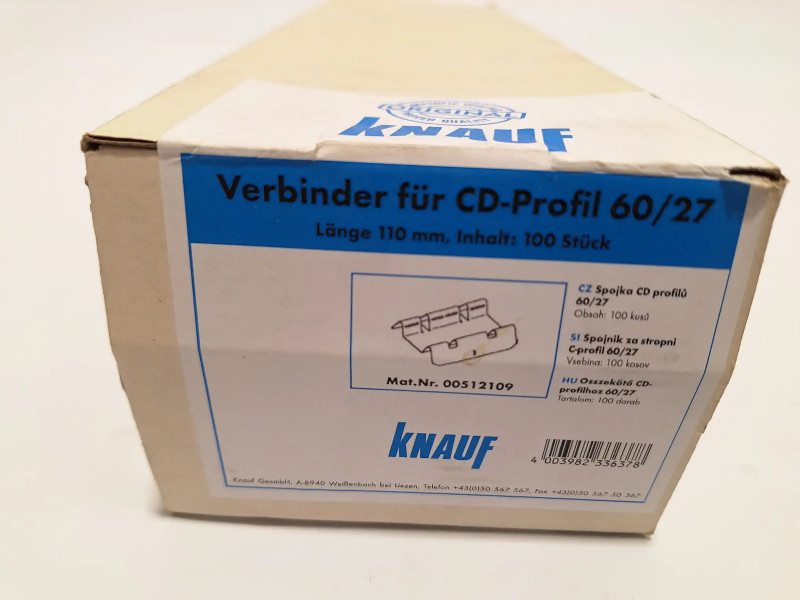 ORIGINAL
KNAUF
Verbinder für CD-Profil 60/27
Länge 110 mm, Inhalt: 100 Stück
CZ Spojka CD profilů
60/27
Obsah: 100 kusů
SI Spojnik za stropni
C-profil 60/27
Vsebina: 100 kosov
HU Összekötő CD-
profilhoz 60/27
Tartalom: 100 darab
Mat.Nr. 00512109
KNAUF
4 003982 336378
Knauf GesmbH, A-8940 Weißenbach bei Liezen, Telefon +43(0)50 567 567, Fax +43(0)50 567 50 567